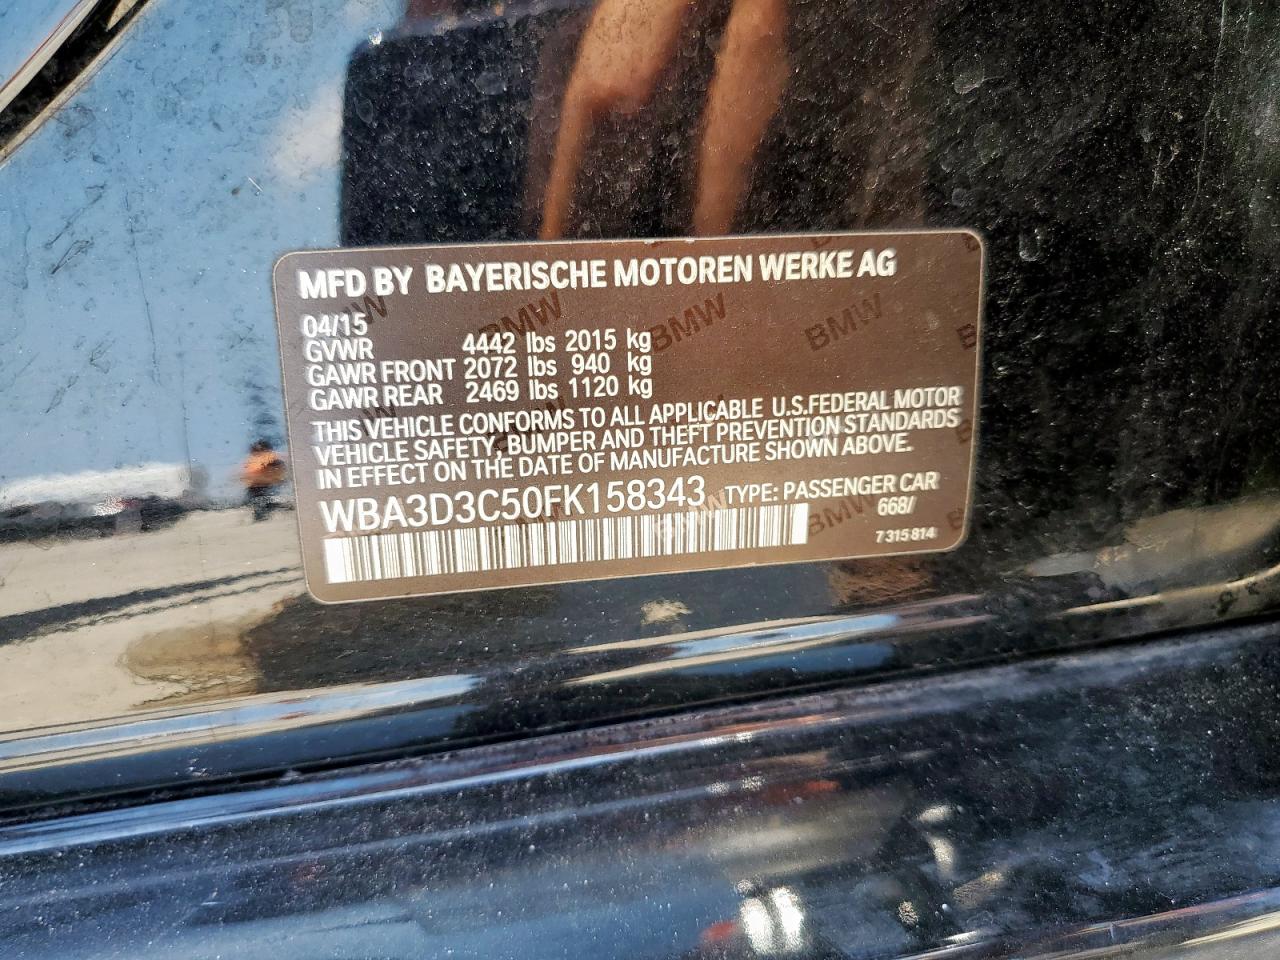 MFD BY BAYERISCHE MOTOREN WERKE AG
04/15
GVWR 4442 lbs 2015 kg
GAWR FRONT 2072 lbs 940 kg
GAWR REAR 2469 lbs 1120 kg
THIS VEHICLE CONFORMS TO ALL APPLICABLE U.S.FEDERAL MOTOR
VEHICLE SAFETY, BUMPER AND THEFT PREVENTION STANDARDS
IN EFFECT ON THE DATE OF MANUFACTURE SHOWN ABOVE.
WBA3D3C50FK158343 TYPE: PASSENGER CAR
668/
7 315 814
BMW
BMW
BMW